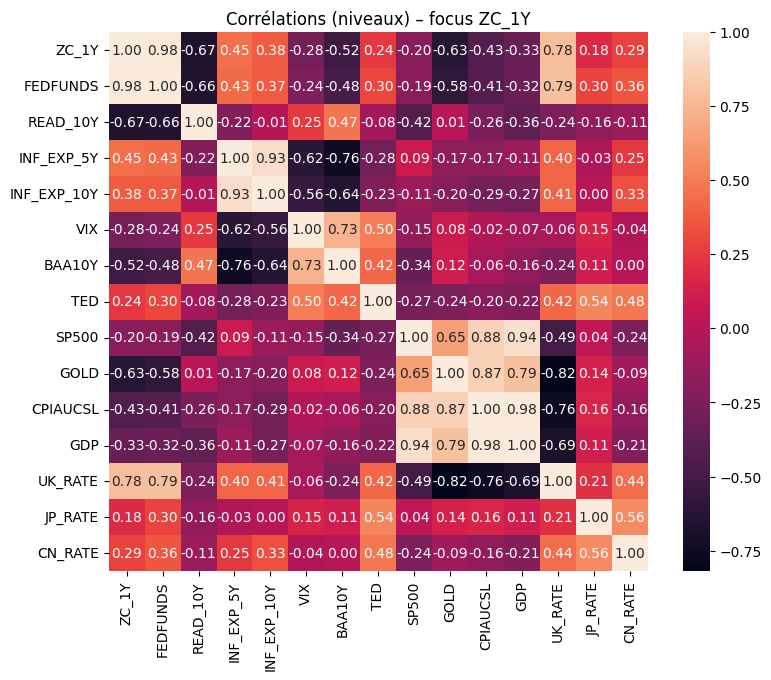 Corrélations (niveaux) – focus ZC_1Y
ZC_1Y 1.00 0.98 -0.67 0.45 0.38 -0.28 -0.52 0.24 -0.20 -0.63 -0.43 -0.33 0.78 0.18 0.29
FEDFUNDS 0.98 1.00 -0.66 0.43 0.37 -0.24 -0.48 0.30 -0.19 -0.58 -0.41 -0.32 0.79 0.30 0.36
READ_10Y -0.67 -0.66 1.00 -0.22 -0.01 0.25 0.47 -0.08 -0.42 0.01 -0.26 -0.36 -0.24 -0.16 -0.11
INF_EXP_5Y 0.45 0.43 -0.22 1.00 0.93 -0.62 -0.76 -0.28 0.09 -0.17 -0.17 -0.11 0.40 -0.03 0.25
INF_EXP_10Y 0.38 0.37 -0.01 0.93 1.00 -0.56 -0.64 -0.23 -0.11 -0.20 -0.29 -0.27 0.41 0.00 0.33
VIX -0.28 -0.24 0.25 -0.62 -0.56 1.00 0.73 0.50 -0.15 0.08 -0.02 -0.07 -0.06 0.15 -0.04
BAA10Y -0.52 -0.48 0.47 -0.76 -0.64 0.73 1.00 0.42 -0.34 0.12 -0.06 -0.16 -0.24 0.11 0.00
TED 0.24 0.30 -0.08 -0.28 -0.23 0.50 0.42 1.00 -0.27 -0.24 -0.20 -0.22 0.42 0.54 0.48
SP500 -0.20 -0.19 -0.42 0.09 -0.11 -0.15 -0.34 -0.27 1.00 0.65 0.88 0.94 -0.49 0.04 -0.24
GOLD -0.63 -0.58 0.01 -0.17 -0.20 0.08 0.12 -0.24 0.65 1.00 0.87 0.79 -0.82 0.14 -0.09
CPIAUCSL -0.43 -0.41 -0.26 -0.17 -0.29 -0.02 -0.06 -0.20 0.88 0.87 1.00 0.98 -0.76 0.16 -0.16
GDP -0.33 -0.32 -0.36 -0.11 -0.27 -0.07 -0.16 -0.22 0.94 0.79 0.98 1.00 -0.69 0.11 -0.21
UK_RATE 0.78 0.79 -0.24 0.40 0.41 -0.06 -0.24 0.42 -0.49 -0.82 -0.76 -0.69 1.00 0.21 0.44
JP_RATE 0.18 0.30 -0.16 -0.03 0.00 0.15 0.11 0.54 0.04 0.14 0.16 0.11 0.21 1.00 0.56
CN_RATE 0.29 0.36 -0.11 0.25 0.33 -0.04 0.00 0.48 -0.24 -0.09 -0.16 -0.21 0.44 0.56 1.00
ZC_1Y
FEDFUNDS
READ_10Y
INF_EXP_5Y
INF_EXP_10Y
VIX
BAA10Y
TED
SP500
GOLD
CPIAUCSL
GDP
UK_RATE
JP_RATE
CN_RATE
1.00
0.75
0.50
0.25
0.00
−0.25
−0.50
−0.75